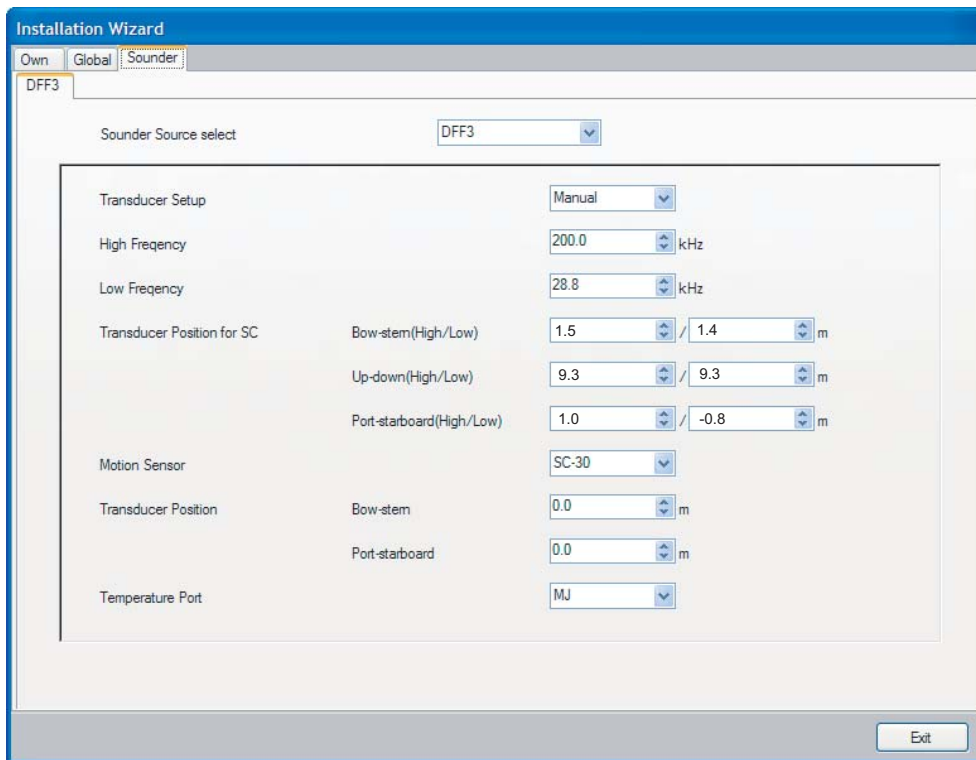 Installation Wizard
Own Global Sounder
DFF3
Sounder Source select DFF3
Transducer Setup Manual
High Freqency 200.0 kHz
Low Freqency 28.8 kHz
Transducer Position for SC Bow-stern(High/Low) 1.5 / 1.4 m
Up-down(High/Low) 9.3 / 9.3 m
Port-starboard(High/Low) 1.0 / -0.8 m
Motion Sensor SC-30
Transducer Position Bow-stern 0.0 m
Port-starboard 0.0 m
Temperature Port MJ
Exit